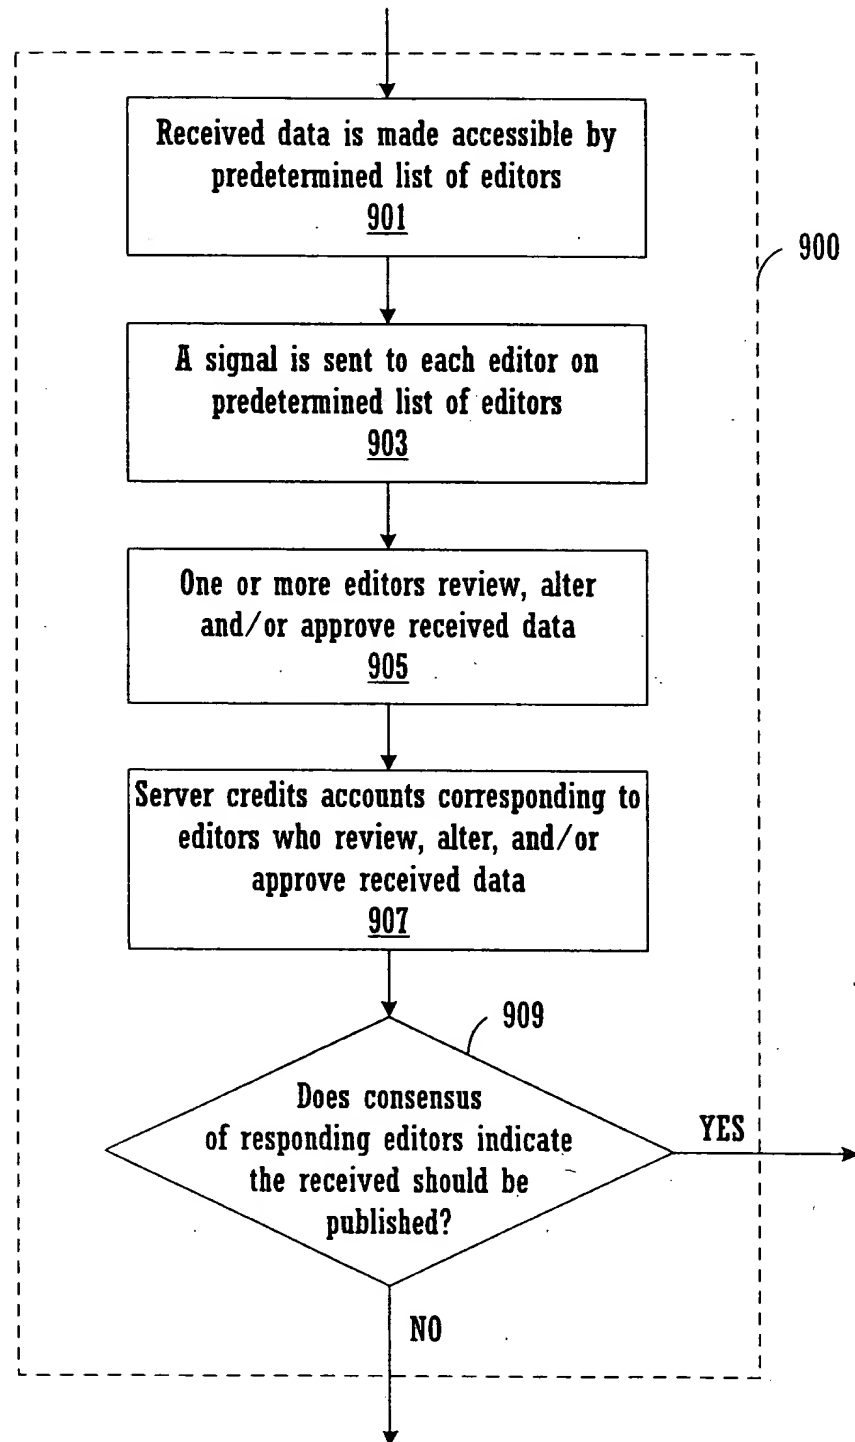 Received data is made accessible by
predetermined list of editors
901
900
A signal is sent to each editor on
predetermined list of editors
903
One or more editors review, alter
and/or approve received data
905
Server credits accounts corresponding to
editors who review, alter, and/or
approve received data
907
909
Does consensus
of responding editors indicate
the received should be
published?
YES
NO